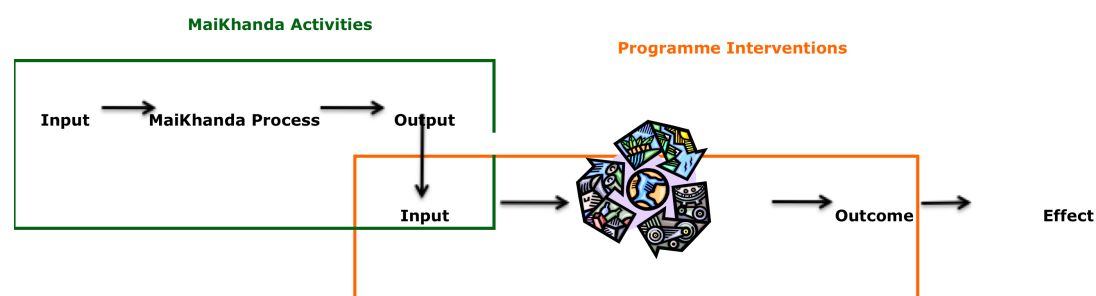 MaiKhanda Activities
Programme Interventions
Input
MaiKhanda Process
Output
Input
Outcome
Effect